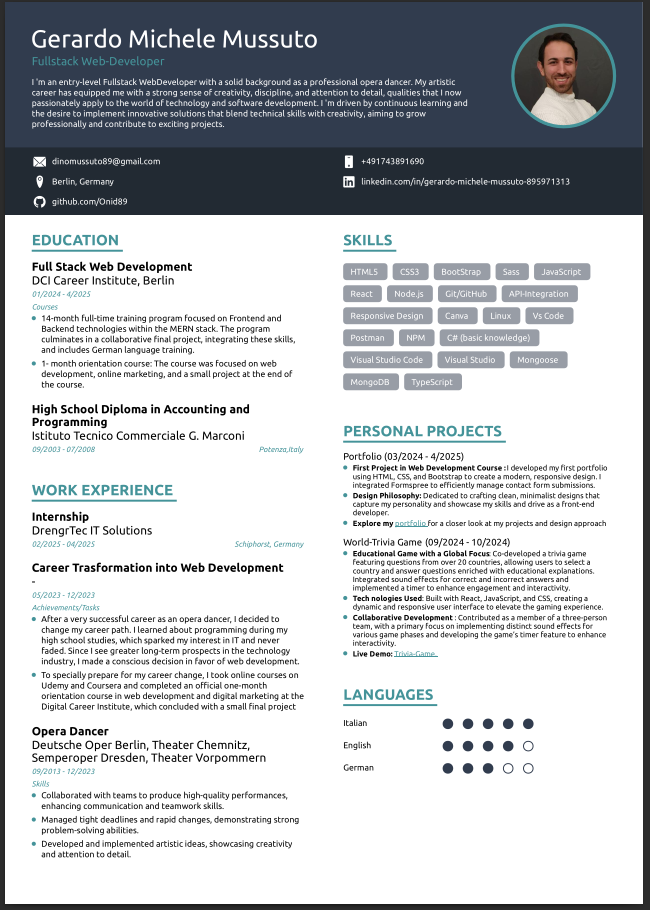 Gerardo Michele Mussuto
Fullstack Web-Developer
I 'm an entry-level Fullstack WebDeveloper with a solid background as a professional opera dancer. My artistic
career has equipped me with a strong sense of creativity, discipline, and attention to detail, qualities that I now
passionately apply to the world of technology and software development. I 'm driven by continuous learning and
the desire to implement innovative solutions that blend technical skills with creativity, aiming to grow
professionally and contribute to exciting projects.
dinomussuto89@gmail.com
+491743891690
Berlin, Germany
linkedin.com/in/gerardo-michele-mussuto-895971313
github.com/Onid89
EDUCATION
Full Stack Web Development
DCI Career Institute, Berlin
01/2024 - 4/2025
Courses
14-month full-time training program focused on Frontend and
Backend technologies within the MERN stack. The program
culminates in a collaborative final project, integrating these skills,
and includes German language training.
1- month orientation course: The course was focused on web
development, online marketing, and a small project at the end of
the course.
High School Diploma in Accounting and
Programming
Istituto Tecnico Commerciale G. Marconi
09/2003 - 07/2008
Potenza,Italy
WORK EXPERIENCE
Internship
DrengrTec IT Solutions
02/2025 - 04/2025
Schiphorst, Germany
Career Trasformation into Web Development
-
05/2023 - 12/2023
Achievements/Tasks
After a very successful career as an opera dancer, I decided to
change my career path. I learned about programming during my
high school studies, which sparked my interest in IT and never
faded. Since I see greater long-term prospects in the technology
industry, I made a conscious decision in favor of web development.
To specially prepare for my career change, I took online courses on
Udemy and Coursera and completed an official one-month
orientation course in web development and digital marketing at the
Digital Career Institute, which concluded with a small final project
Opera Dancer
Deutsche Oper Berlin, Theater Chemnitz,
Semperoper Dresden, Theater Vorpommern
09/2013 - 12/2023
Skills
Collaborated with teams to produce high-quality performances,
enhancing communication and teamwork skills.
Managed tight deadlines and rapid changes, demonstrating strong
problem-solving abilities.
Developed and implemented artistic ideas, showcasing creativity
and attention to detail.
SKILLS
HTML5 CSS3 BootStrap Sass JavaScript
React Node.js Git/GitHub API-Integration
Responsive Design Canva Linux Vs Code
Postman NPM C# (basic knowledge)
Visual Studio Code Visual Studio Mongoose
MongoDB TypeScript
PERSONAL PROJECTS
Portfolio (03/2024 - 4/2025)
First Project in Web Development Course :I developed my first portfolio
using HTML, CSS, and Bootstrap to create a modern, responsive design. I
integrated Formspree to efficiently manage contact form submissions.
Design Philosophy: Dedicated to crafting clean, minimalist designs that
capture my personality and showcase my skills and drive as a front-end
developer.
Explore my portfolio for a closer look at my projects and design approach
World-Trivia Game (09/2024 - 10/2024)
Educational Game with a Global Focus: Co-developed a trivia game
featuring questions from over 20 countries, allowing users to select a
country and answer questions enriched with educational explanations.
Integrated sound effects for correct and incorrect answers and
implemented a timer to enhance engagement and interactivity.
Tech nologies Used: Built with React, JavaScript, and CSS, creating a
dynamic and responsive user interface to elevate the gaming experience.
Collaborative Development : Contributed as a member of a three-person
team, with a primary focus on implementing distinct sound effects for
various game phases and developing the game's timer feature to enhance
interactivity.
Live Demo: Trivia-Game
LANGUAGES
Italian
English
German